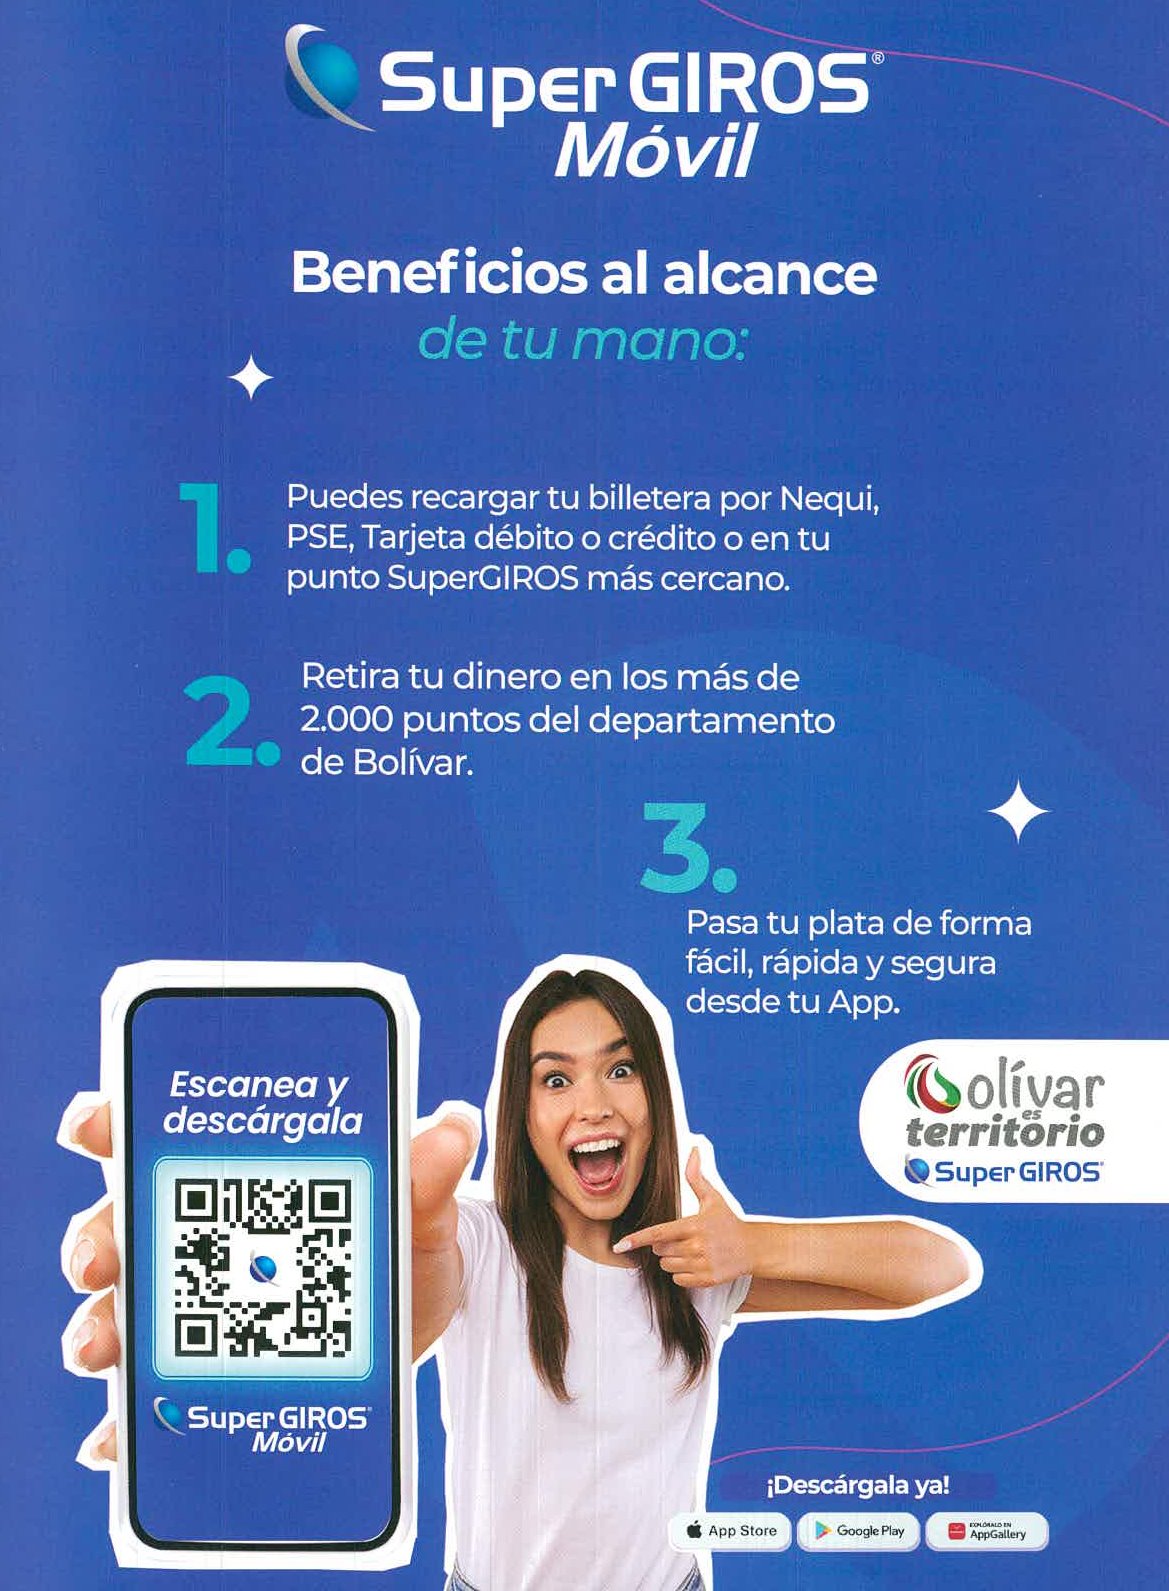 SuperGIROS®
Móvil
Beneficios al alcance
de tu mano:
1.
Puedes recargar tu billetera por Nequi,
PSE, Tarjeta débito o crédito o en tu
punto SuperGIROS más cercano.
2.
Retira tu dinero en los más de
2.000 puntos del departamento
de Bolívar.
3.
Pasa tu plata de forma
fácil, rápida y segura
desde tu App.
Escanea y
descárgala
SuperGIROS®
Móvil
Bolívar
es
territorio
SuperGIROS®
¡Descárgala ya!
App Store
Google Play
EXPLÓRALO EN
AppGallery